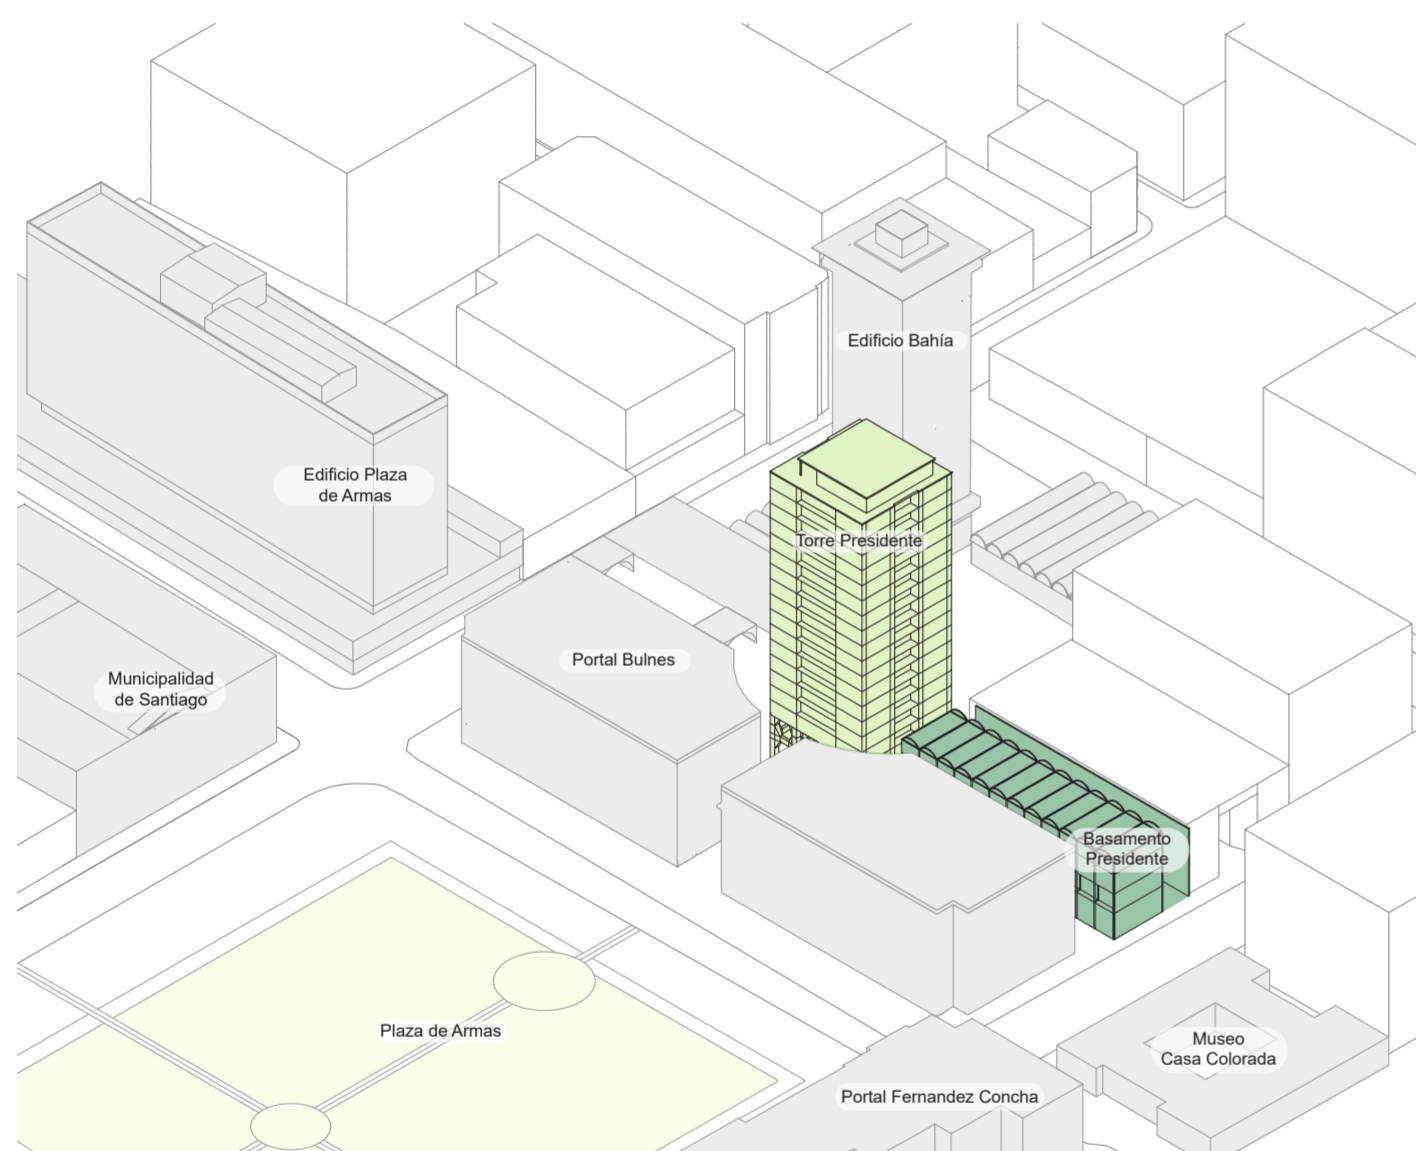 Edificio Bahía
Edificio Plaza
de Armas
Torre Presidente
Portal Bulnes
Municipalidad
de Santiago
Basamento
Presidente
Plaza de Armas
Museo
Casa Colorada
Portal Fernandez Concha